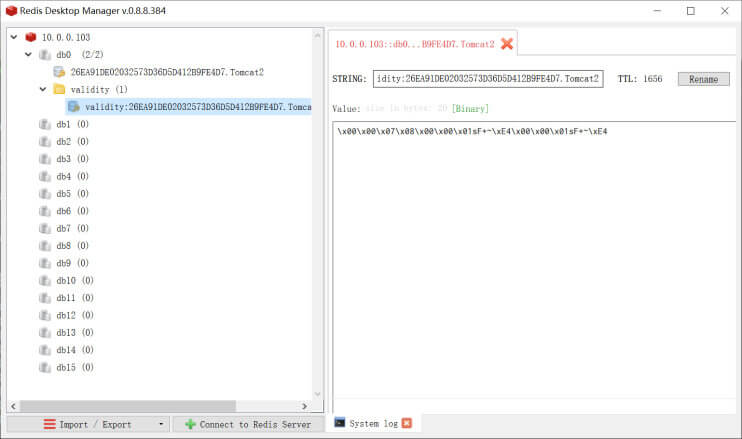 Redis Desktop Manager v.0.8.8.384
10.0.0.103
db0 (2/2)
26EA91DE02032573D36D5D412B9FE4D7.Tomcat2
validity (1)
validity:26EA91DE02032573D36D5D412B9FE4D7.Tomca
db1 (0)
db2 (0)
db3 (0)
db4 (0)
db5 (0)
db6 (0)
db7 (0)
db8 (0)
db9 (0)
db10 (0)
db11 (0)
db12 (0)
db13 (0)
db14 (0)
db15 (0)
Import / Export
Connect to Redis Server
10.0.0.103::db0...B9FE4D7.Tomcat2
STRING: idity:26EA91DE02032573D36D5D412B9FE4D7.Tomcat2 TTL: 1656 Rename
Value: size in bytes: 20 [Binary]
\x00\x00\x07\x08\x00\x00\x01sF+~\xE4\x00\x00\x01sF+~\xE4
System log